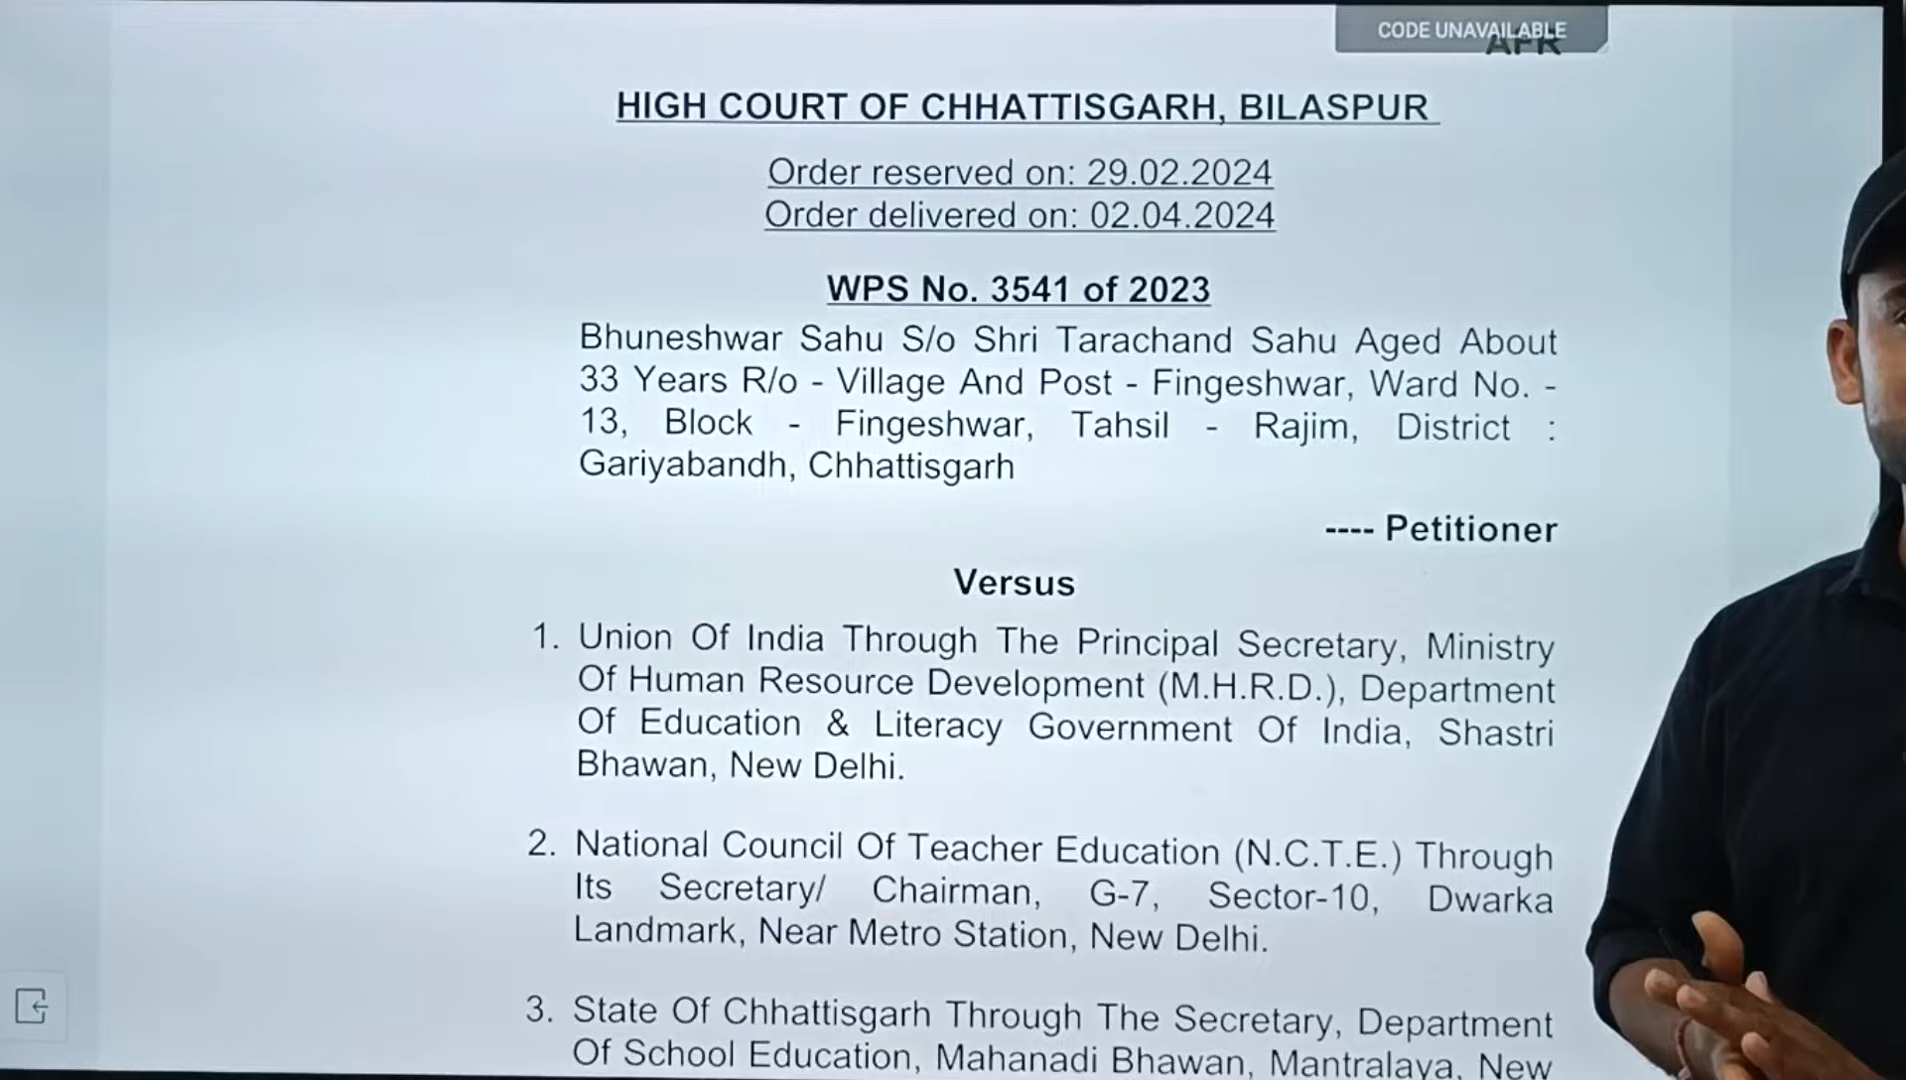 CODE UNAVAILABLE
AFR
HIGH COURT OF CHHATTISGARH, BILASPUR
Order reserved on: 29.02.2024
Order delivered on: 02.04.2024
WPS No. 3541 of 2023
Bhuneshwar Sahu S/o Shri Tarachand Sahu Aged About
33 Years R/o - Village And Post - Fingeshwar, Ward No. -
13, Block - Fingeshwar, Tahsil - Rajim, District :
Gariyabandh, Chhattisgarh
---- Petitioner
Versus
1. Union Of India Through The Principal Secretary, Ministry
Of Human Resource Development (M.H.R.D.), Department
Of Education & Literacy Government Of India, Shastri
Bhawan, New Delhi.
2. National Council Of Teacher Education (N.C.T.E.) Through
Its Secretary/ Chairman, G-7, Sector-10, Dwarka
Landmark, Near Metro Station, New Delhi.
3. State Of Chhattisgarh Through The Secretary, Department
Of School Education, Mahanadi Bhawan, Mantralaya, New